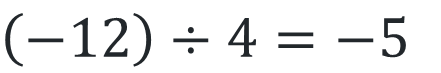 (−12) ÷ 4 = −5